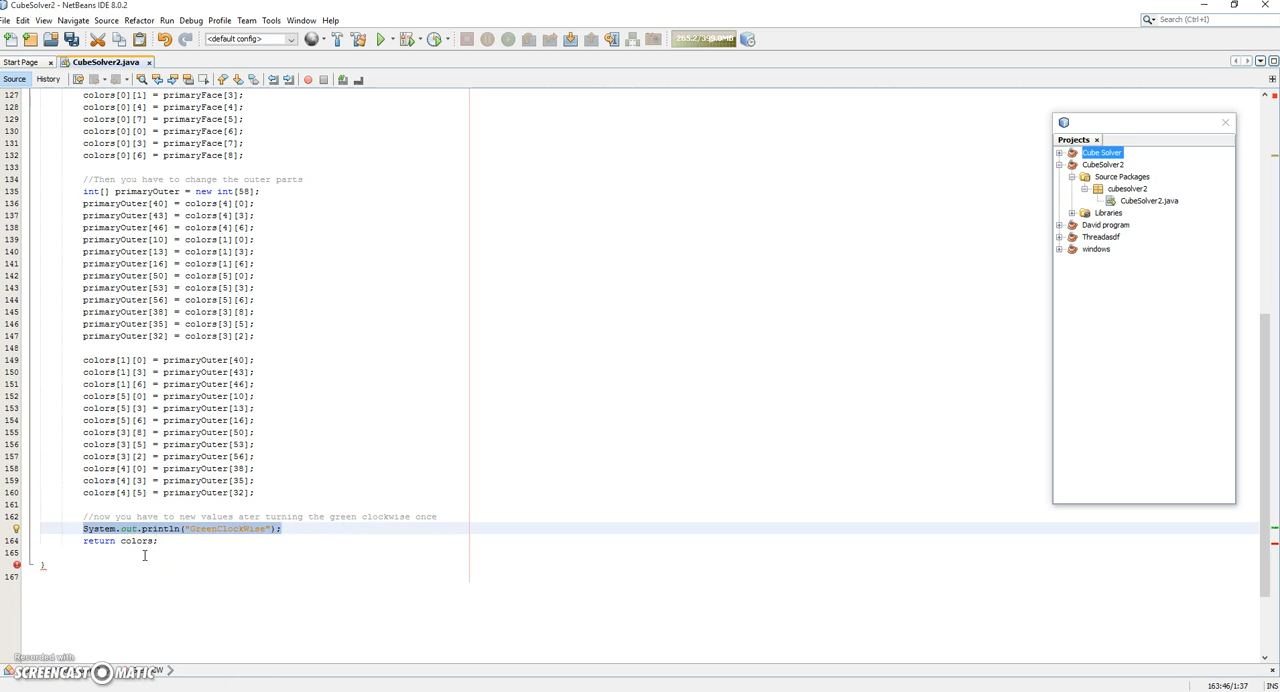 CubeSolver2 - NetBeans IDE 8.0.2
File Edit View Navigate Source Refactor Run Debug Profile Team Tools Window Help
Search (Ctrl+I)
<default config>
265.2/399.0MB
Start Page
CubeSolver2.java
Source History
127 colors[0][1] = primaryFace[3];
128 colors[0][4] = primaryFace[4];
129 colors[0][7] = primaryFace[5];
130 colors[0][0] = primaryFace[6];
131 colors[0][3] = primaryFace[7];
132 colors[0][6] = primaryFace[8];
133
134 //Then you have to change the outer parts
135 int[] primaryOuter = new int[58];
136 primaryOuter[40] = colors[4][0];
137 primaryOuter[43] = colors[4][3];
138 primaryOuter[46] = colors[4][6];
139 primaryOuter[10] = colors[1][0];
140 primaryOuter[13] = colors[1][3];
141 primaryOuter[16] = colors[1][6];
142 primaryOuter[50] = colors[5][0];
143 primaryOuter[53] = colors[5][3];
144 primaryOuter[56] = colors[5][6];
145 primaryOuter[38] = colors[3][8];
146 primaryOuter[35] = colors[3][5];
147 primaryOuter[32] = colors[3][2];
148
149 colors[1][0] = primaryOuter[40];
150 colors[1][3] = primaryOuter[43];
151 colors[1][6] = primaryOuter[46];
152 colors[5][0] = primaryOuter[10];
153 colors[5][3] = primaryOuter[13];
154 colors[5][6] = primaryOuter[16];
155 colors[3][8] = primaryOuter[50];
156 colors[3][5] = primaryOuter[53];
157 colors[3][2] = primaryOuter[56];
158 colors[4][0] = primaryOuter[38];
159 colors[4][3] = primaryOuter[35];
160 colors[4][5] = primaryOuter[32];
161
162 //now you have to new values ater turning the green clockwise once
System.out.println("GreenClockWise");
164 return colors;
165
}
167
Projects
Cube Solver
CubeSolver2
Source Packages
cubesolver2
CubeSolver2.java
Libraries
David program
Threadasdf
windows
Recorded with
SCREENCAST MATIC
163:46/1:37 INS